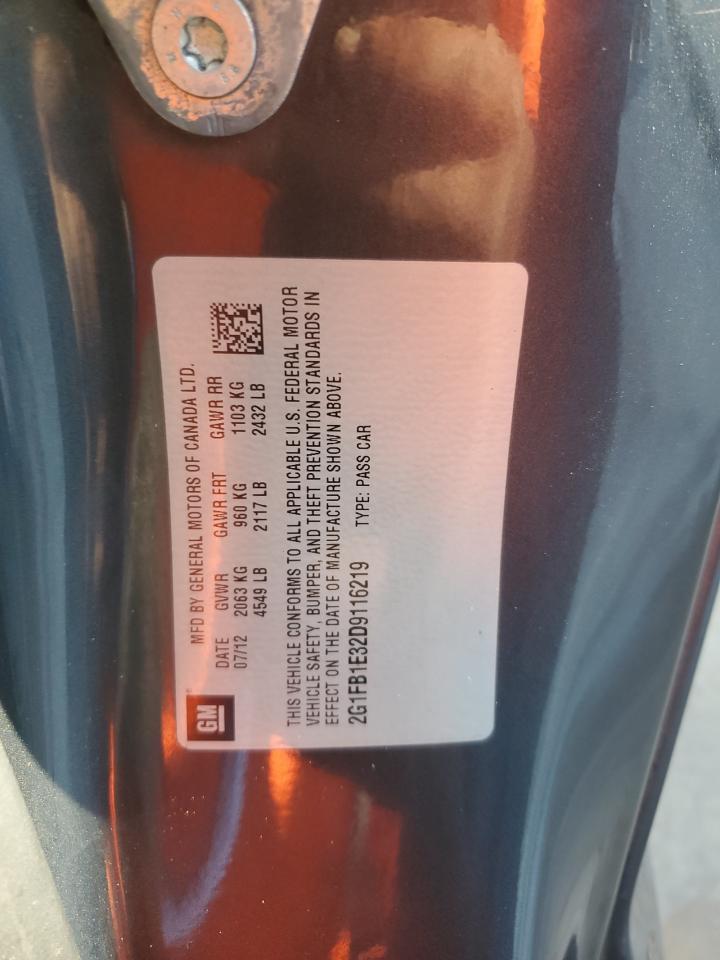 GM
MFD BY GENERAL MOTORS OF CANADA LTD.
DATE GVWR GAWR FRT GAWR RR
07/12 2063 KG 960 KG 1103 KG
4549 LB 2117 LB 2432 LB
THIS VEHICLE CONFORMS TO ALL APPLICABLE U.S. FEDERAL MOTOR
VEHICLE SAFETY, BUMPER, AND THEFT PREVENTION STANDARDS IN
EFFECT ON THE DATE OF MANUFACTURE SHOWN ABOVE.
2G1FB1E32D9116219 TYPE: PASS CAR